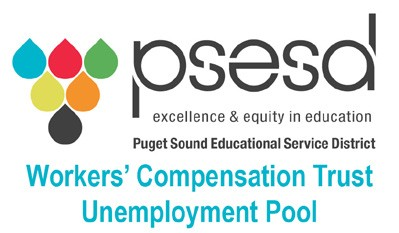 psesd
excellence & equity in education
Puget Sound Educational Service District
Workers' Compensation Trust
Unemployment Pool